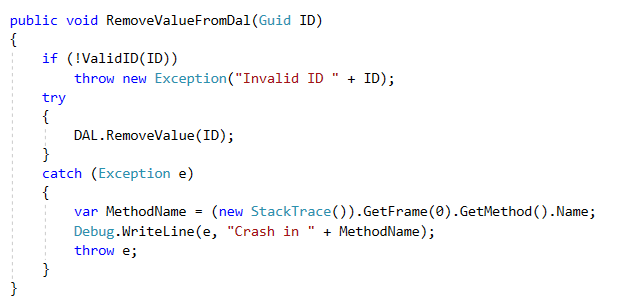 public void RemoveValueFromDal(Guid ID)
{
if (!ValidID(ID))
throw new Exception("Invalid ID " + ID);
try
{
DAL.RemoveValue(ID);
}
catch (Exception e)
{
var MethodName = (new StackTrace()).GetFrame(0).GetMethod().Name;
Debug.WriteLine(e, "Crash in " + MethodName);
throw e;
}
}